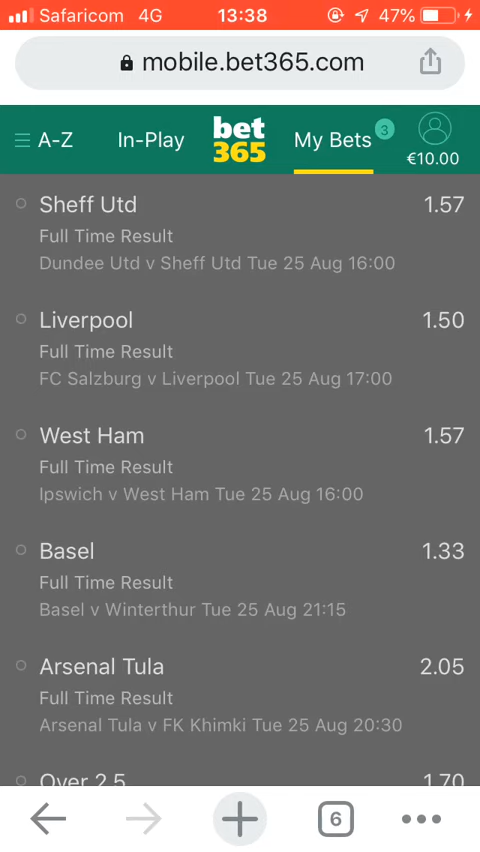 Safaricom 4G 13:38 47%
mobile.bet365.com
A-Z In-Play bet365 My Bets 3 €10.00
Sheff Utd 1.57
Full Time Result
Dundee Utd v Sheff Utd Tue 25 Aug 16:00
Liverpool 1.50
Full Time Result
FC Salzburg v Liverpool Tue 25 Aug 17:00
West Ham 1.57
Full Time Result
Ipswich v West Ham Tue 25 Aug 16:00
Basel 1.33
Full Time Result
Basel v Winterthur Tue 25 Aug 21:15
Arsenal Tula 2.05
Full Time Result
Arsenal Tula v FK Khimki Tue 25 Aug 20:30
Over 2.5 1.70
6